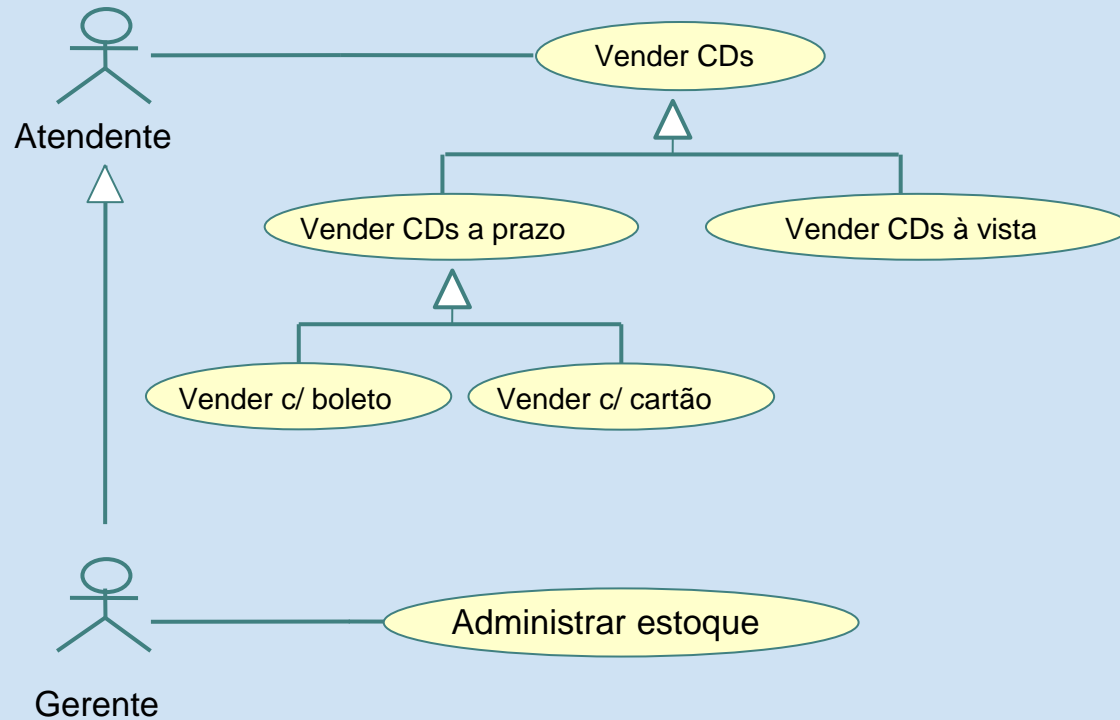 Vender CDs
Atendente
Vender CDs a prazo
Vender CDs à vista
Vender c/ boleto
Vender c/ cartão
Administrar estoque
Gerente